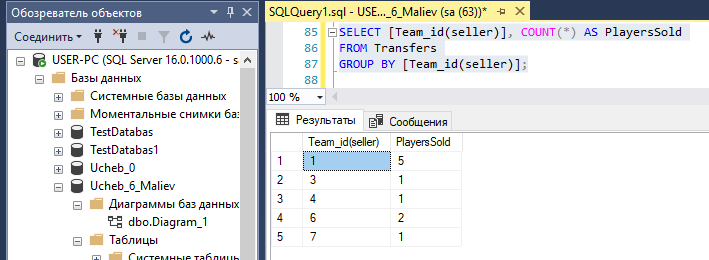 Обозреватель объектов
Соединить
USER-PC (SQL Server 16.0.1000.6 - s
Базы данных
Системные базы данных
Моментальные снимки баз
TestDatabas
TestDatabas1
Ucheb_0
Ucheb_6_Maliev
Диаграммы баз данных
dbo.Diagram_1
Таблицы
Системные таблиц
SQLQuery1.sql - USE..._6_Maliev (sa (63))*
85 SELECT [Team_id(seller)], COUNT(*) AS PlayersSold
86 FROM Transfers
87 GROUP BY [Team_id(seller)];
88
100 %
Результаты Сообщения
Team_id(seller) PlayersSold
1 1 5
2 3 1
3 4 1
4 6 2
5 7 1